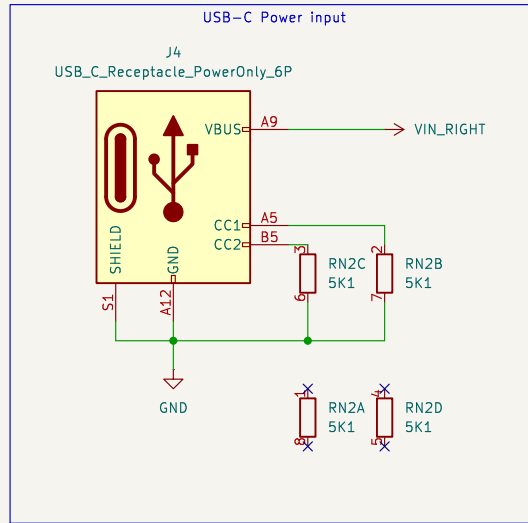 USB-C Power input
J4
USB_C_Receptacle_PowerOnly_6P
VBUS
A9
VIN_RIGHT
CC1
A5
CC2
B5
SHIELD
GND
S1
A12
3
6
RN2C
5K1
2
7
RN2B
5K1
GND
1
8
RN2A
5K1
4
5
RN2D
5K1